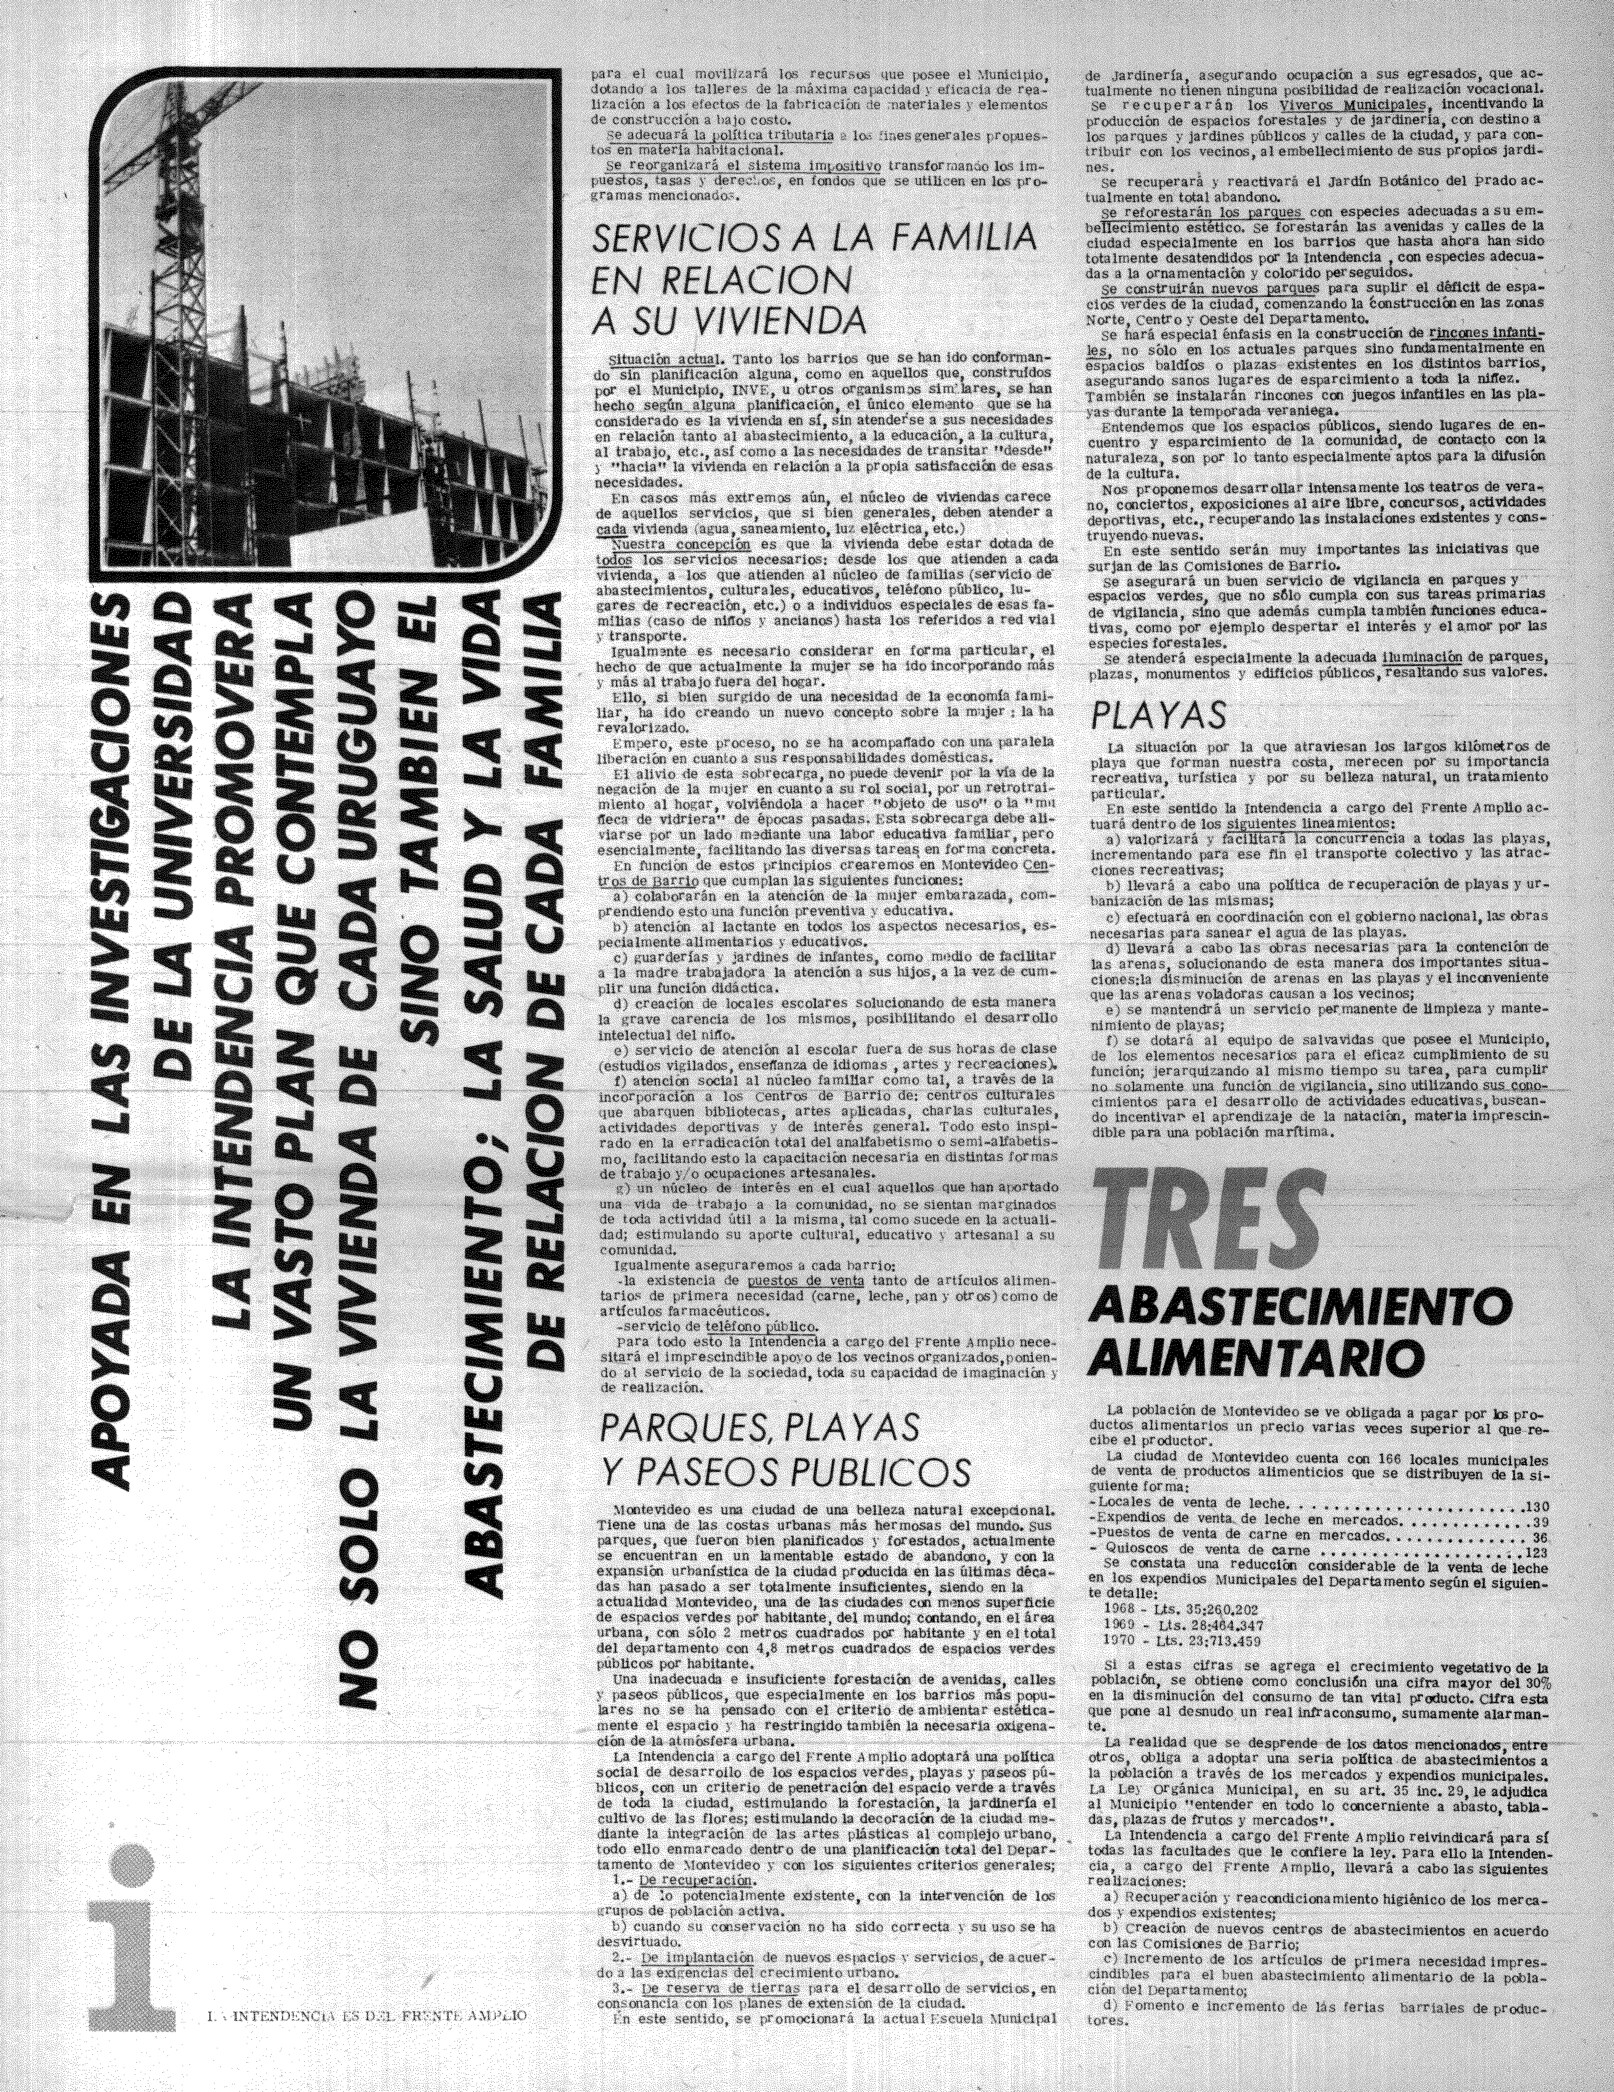 APOYADA EN LAS INVESTIGACIONES
DE LA UNIVERSIDAD
LA INTENDENCIA PROMOVERA
UN VASTO PLAN QUE CONTEMPLA
NO SOLO LA VIVIENDA DE CADA URUGUAYO
SINO TAMBIEN EL
ABASTECIMIENTO; LA SALUD Y LA VIDA
DE RELACION DE CADA FAMILIA
para el cual movilizará los recursos que posee el Municipio,
dotando a los talleres de la máxima capacidad y eficacia de rea-
lización a los efectos de la fabricación de materiales y elementos
de construcción a bajo costo.
Se adecuará la política tributaria a los fines generales propues-
tos en materia habitacional.
Se reorganizará el sistema impositivo transformando los im-
puestos, tasas y derechos, en fondos que se utilicen en los pro-
gramas mencionados.
SERVICIOS A LA FAMILIA
EN RELACION
A SU VIVIENDA
Situación actual. Tanto los barrios que se han ido conforman-
do sin planificación alguna, como en aquellos que, construídos
por el Municipio, INVE, u otros organismos similares, se han
hecho según alguna planificación, el único elemento que se ha
considerado es la vivienda en sí, sin atenderse a sus necesidades
en relación tanto al abastecimiento, a la educación, a la cultura,
al trabajo, etc., así como a las necesidades de transitar "desde"
y "hacia" la vivienda en relación a la propia satisfacción de esas
necesidades.
En casos más extremos aún, el núcleo de viviendas carece
de aquellos servicios, que si bien generales, deben atender a
cada vivienda (agua, saneamiento, luz eléctrica, etc.)
Nuestra concepción es que la vivienda debe estar dotada de
todos los servicios necesarios: desde los que atienden a cada
vivienda, a los que atienden al núcleo de familias (servicio de
abastecimientos, culturales, educativos, teléfono público, lu-
gares de recreación, etc.) o a individuos especiales de esas fa-
milias (caso de niños y ancianos) hasta los referidos a red vial
y transporte.
Igualmente es necesario considerar en forma particular, el
hecho de que actualmente la mujer se ha ido incorporando más
y más al trabajo fuera del hogar.
Ello, si bien surgido de una necesidad de la economía fami-
liar, ha ido creando un nuevo concepto sobre la mujer : la ha
revalorizado.
Empero, este proceso, no se ha acompañado con una paralela
liberación en cuanto a sus responsabilidades domésticas.
El alivio de esta sobrecarga, no puede devenir por la vía de la
negación de la mujer en cuanto a su rol social, por un retrotrai-
miento al hogar, volviéndola a hacer "objeto de uso" o la "mu
ñeca de vidriera" de épocas pasadas. Esta sobrecarga debe ali-
viarse por un lado mediante una labor educativa familiar, pero
esencialmente, facilitando las diversas tareas en forma concreta.
En función de estos principios crearemos en Montevideo Cen-
tros de Barrio que cumplan las siguientes funciones:
a) colaborarán en la atención de la mujer embarazada, com-
prendiendo esto una función preventiva y educativa.
b) atención al lactante en todos los aspectos necesarios, es-
pecialmente alimentarios y educativos.
c) guarderías y jardines de infantes, como medio de facilitar
a la madre trabajadora la atención a sus hijos, a la vez de cum-
plir una función didáctica.
d) creación de locales escolares solucionando de esta manera
la grave carencia de los mismos, posibilitando el desarrollo
intelectual del niño.
e) servicio de atención al escolar fuera de sus horas de clase
(estudios vigilados, enseñanza de idiomas , artes y recreaciones).
f) atención social al núcleo familiar como tal, a través de la
incorporación a los Centros de Barrio de: centros culturales
que abarquen bibliotecas, artes aplicadas, charlas culturales,
actividades deportivas y de interés general. Todo esto inspi-
rado en la erradicación total del analfabetismo o semi-alfabetis-
mo, facilitando esto la capacitación necesaria en distintas formas
de trabajo y/o ocupaciones artesanales.
g) un núcleo de interés en el cual aquellos que han aportado
una vida de trabajo a la comunidad, no se sientan marginados
de toda actividad útil a la misma, tal como sucede en la actuali-
dad; estimulando su aporte cultural, educativo y artesanal a su
comunidad.
Igualmente aseguraremos a cada barrio:
-la existencia de puestos de venta tanto de artículos alimen-
tarios de primera necesidad (carne, leche, pan y otros) como de
artículos farmacéuticos.
-servicio de teléfono público.
Para todo esto la Intendencia a cargo del Frente Amplio nece-
sitará el imprescindible apoyo de los vecinos organizados, ponien-
do al servicio de la sociedad, toda su capacidad de imaginación y
de realización.
PARQUES, PLAYAS
Y PASEOS PUBLICOS
Montevideo es una ciudad de una belleza natural excepcional.
Tiene una de las costas urbanas más hermosas del mundo. Sus
parques, que fueron bien planificados y forestados, actualmente
se encuentran en un lamentable estado de abandono, y con la
expansión urbanística de la ciudad producida en las últimas déca-
das han pasado a ser totalmente insuficientes, siendo en la
actualidad Montevideo, una de las ciudades con menos superficie
de espacios verdes por habitante, del mundo; contando, en el área
urbana, con sólo 2 metros cuadrados por habitante y en el total
del departamento con 4,8 metros cuadrados de espacios verdes
públicos por habitante.
Una inadecuada e insuficiente forestación de avenidas, calles
y paseos públicos, que especialmente en los barrios más popu-
lares no se ha pensado con el criterio de ambientar estética-
mente el espacio y ha restringido también la necesaria oxigena-
ción de la atmósfera urbana.
La Intendencia a cargo del Frente Amplio adoptará una política
social de desarrollo de los espacios verdes, playas y paseos pú-
blicos, con un criterio de penetración del espacio verde a través
de toda la ciudad, estimulando la forestación, la jardinería el
cultivo de las flores; estimulando la decoración de la ciudad me-
diante la integración de las artes plásticas al complejo urbano,
todo ello enmarcado dentro de una planificación total del Depar-
tamento de Montevideo y con los siguientes criterios generales;
1.- De recuperación.
a) de lo potencialmente existente, con la intervención de los
grupos de población activa.
b) cuando su conservación no ha sido correcta y su uso se ha
desvirtuado.
2.- De implantación de nuevos espacios y servicios, de acuer-
do a las exigencias del crecimiento urbano.
3.- De reserva de tierras para el desarrollo de servicios, en
consonancia con los planes de extensión de la ciudad.
En este sentido, se promocionará la actual Escuela Municipal
de Jardinería, asegurando ocupación a sus egresados, que ac-
tualmente no tienen ninguna posibilidad de realización vocacional.
Se recuperarán los Viveros Municipales, incentivando la
producción de espacios forestales y de jardinería, con destino a
los parques y jardines públicos y calles de la ciudad, y para con-
tribuir con los vecinos, al embellecimiento de sus propios jardi-
nes.
Se recuperará y reactivará el Jardín Botánico del Prado ac-
tualmente en total abandono.
Se reforestarán los parques con especies adecuadas a su em-
bellecimiento estético. Se forestarán las avenidas y calles de la
ciudad especialmente en los barrios que hasta ahora han sido
totalmente desatendidos por la Intendencia , con especies adecua-
das a la ornamentación y colorido perseguidos.
Se construirán nuevos parques para suplir el déficit de espa-
cios verdes de la ciudad, comenzando la construcción en las zonas
Norte, Centro y Oeste del Departamento.
Se hará especial énfasis en la construcción de rincones infanti-
les, no sólo en los actuales parques sino fundamentalmente en
espacios baldíos o plazas existentes en los distintos barrios,
asegurando sanos lugares de esparcimiento a toda la niñez.
También se instalarán rincones con juegos infantiles en las pla-
yas durante la temporada veraniega.
Entendemos que los espacios públicos, siendo lugares de en-
cuentro y esparcimiento de la comunidad, de contacto con la
naturaleza, son por lo tanto especialmente aptos para la difusión
de la cultura.
Nos proponemos desarrollar intensamente los teatros de vera-
no, conciertos, exposiciones al aire libre, concursos, actividades
deportivas, etc., recuperando las instalaciones existentes y cons-
truyendo nuevas.
En este sentido serán muy importantes las iniciativas que
surjan de las Comisiones de Barrio.
Se asegurará un buen servicio de vigilancia en parques y
espacios verdes, que no sólo cumpla con sus tareas primarias
de vigilancia, sino que además cumpla también funciones educa-
tivas, como por ejemplo despertar el interés y el amor por las
especies forestales.
Se atenderá especialmente la adecuada iluminación de parques,
plazas, monumentos y edificios públicos, resaltando sus valores.
PLAYAS
La situación por la que atraviesan los largos kilómetros de
playa que forman nuestra costa, merecen por su importancia
recreativa, turística y por su belleza natural, un tratamiento
particular.
En este sentido la Intendencia a cargo del Frente Amplio ac-
tuará dentro de los siguientes lineamientos:
a) valorizará y facilitará la concurrencia a todas las playas,
incrementando para ese fin el transporte colectivo y las atrac-
ciones recreativas;
b) llevará a cabo una política de recuperación de playas y ur-
banización de las mismas;
c) efectuará en coordinación con el gobierno nacional, las obras
necesarias para sanear el agua de las playas.
d) llevará a cabo las obras necesarias para la contención de
las arenas, solucionando de esta manera dos importantes situa-
ciones; la disminución de arenas en las playas y el inconveniente
que las arenas voladoras causan a los vecinos;
e) se mantendrá un servicio permanente de limpieza y mante-
nimiento de playas;
f) se dotará al equipo de salvavidas que posee el Municipio,
de los elementos necesarios para el eficaz cumplimiento de su
función; jerarquizando al mismo tiempo su tarea, para cumplir
no solamente una función de vigilancia, sino utilizando sus cono-
cimientos para el desarrollo de actividades educativas, buscan-
do incentivar el aprendizaje de la natación, materia imprescin-
dible para una población marítima.
TRES
ABASTECIMIENTO
ALIMENTARIO
La población de Montevideo se ve obligada a pagar por los pro-
ductos alimentarios un precio varias veces superior al que re-
cibe el productor.
La ciudad de Montevideo cuenta con 166 locales municipales
de venta de productos alimenticios que se distribuyen de la si-
guiente forma:
-Locales de venta de leche. . . . . . . . . . . . . . . . . . . . . . .130
-Expendios de venta de leche en mercados. . . . . . . . . . . . .39
-Puestos de venta de carne en mercados. . . . . . . . . . . . . . 36
- Quioscos de venta de carne . . . . . . . . . . . . . . . . . . . .123
Se constata una reducción considerable de la venta de leche
en los expendios Municipales del Departamento según el siguien-
te detalle:
1968 - Lts. 35:260.202
1969 - Lts. 28:464.347
1970 - Lts. 23:713.459
Si a estas cifras se agrega el crecimiento vegetativo de la
población, se obtiene como conclusión una cifra mayor del 30%
en la disminución del consumo de tan vital producto. Cifra esta
que pone al desnudo un real infraconsumo, sumamente alarman-
te.
La realidad que se desprende de los datos mencionados, entre
otros, obliga a adoptar una seria política de abastecimientos a
la población a través de los mercados y expendios municipales.
La Ley Orgánica Municipal, en su art. 35 inc. 29, le adjudica
al Municipio "entender en todo lo concerniente a abasto, tabla-
das, plazas de frutos y mercados".
La Intendencia a cargo del Frente Amplio reivindicará para sí
todas las facultades que le confiere la ley. Para ello la Intenden-
cia, a cargo del Frente Amplio, llevará a cabo las siguientes
realizaciones:
a) Recuperación y reacondicionamiento higiénico de los merca-
dos y expendios existentes;
b) Creación de nuevos centros de abastecimientos en acuerdo
con las Comisiones de Barrio;
c) Incremento de los artículos de primera necesidad impres-
cindibles para el buen abastecimiento alimentario de la pobla-
ción del Departamento;
d) Fomento e incremento de las ferias barriales de produc-
tores.
i
LA INTENDENCIA ES DEL FRENTE AMPLIO